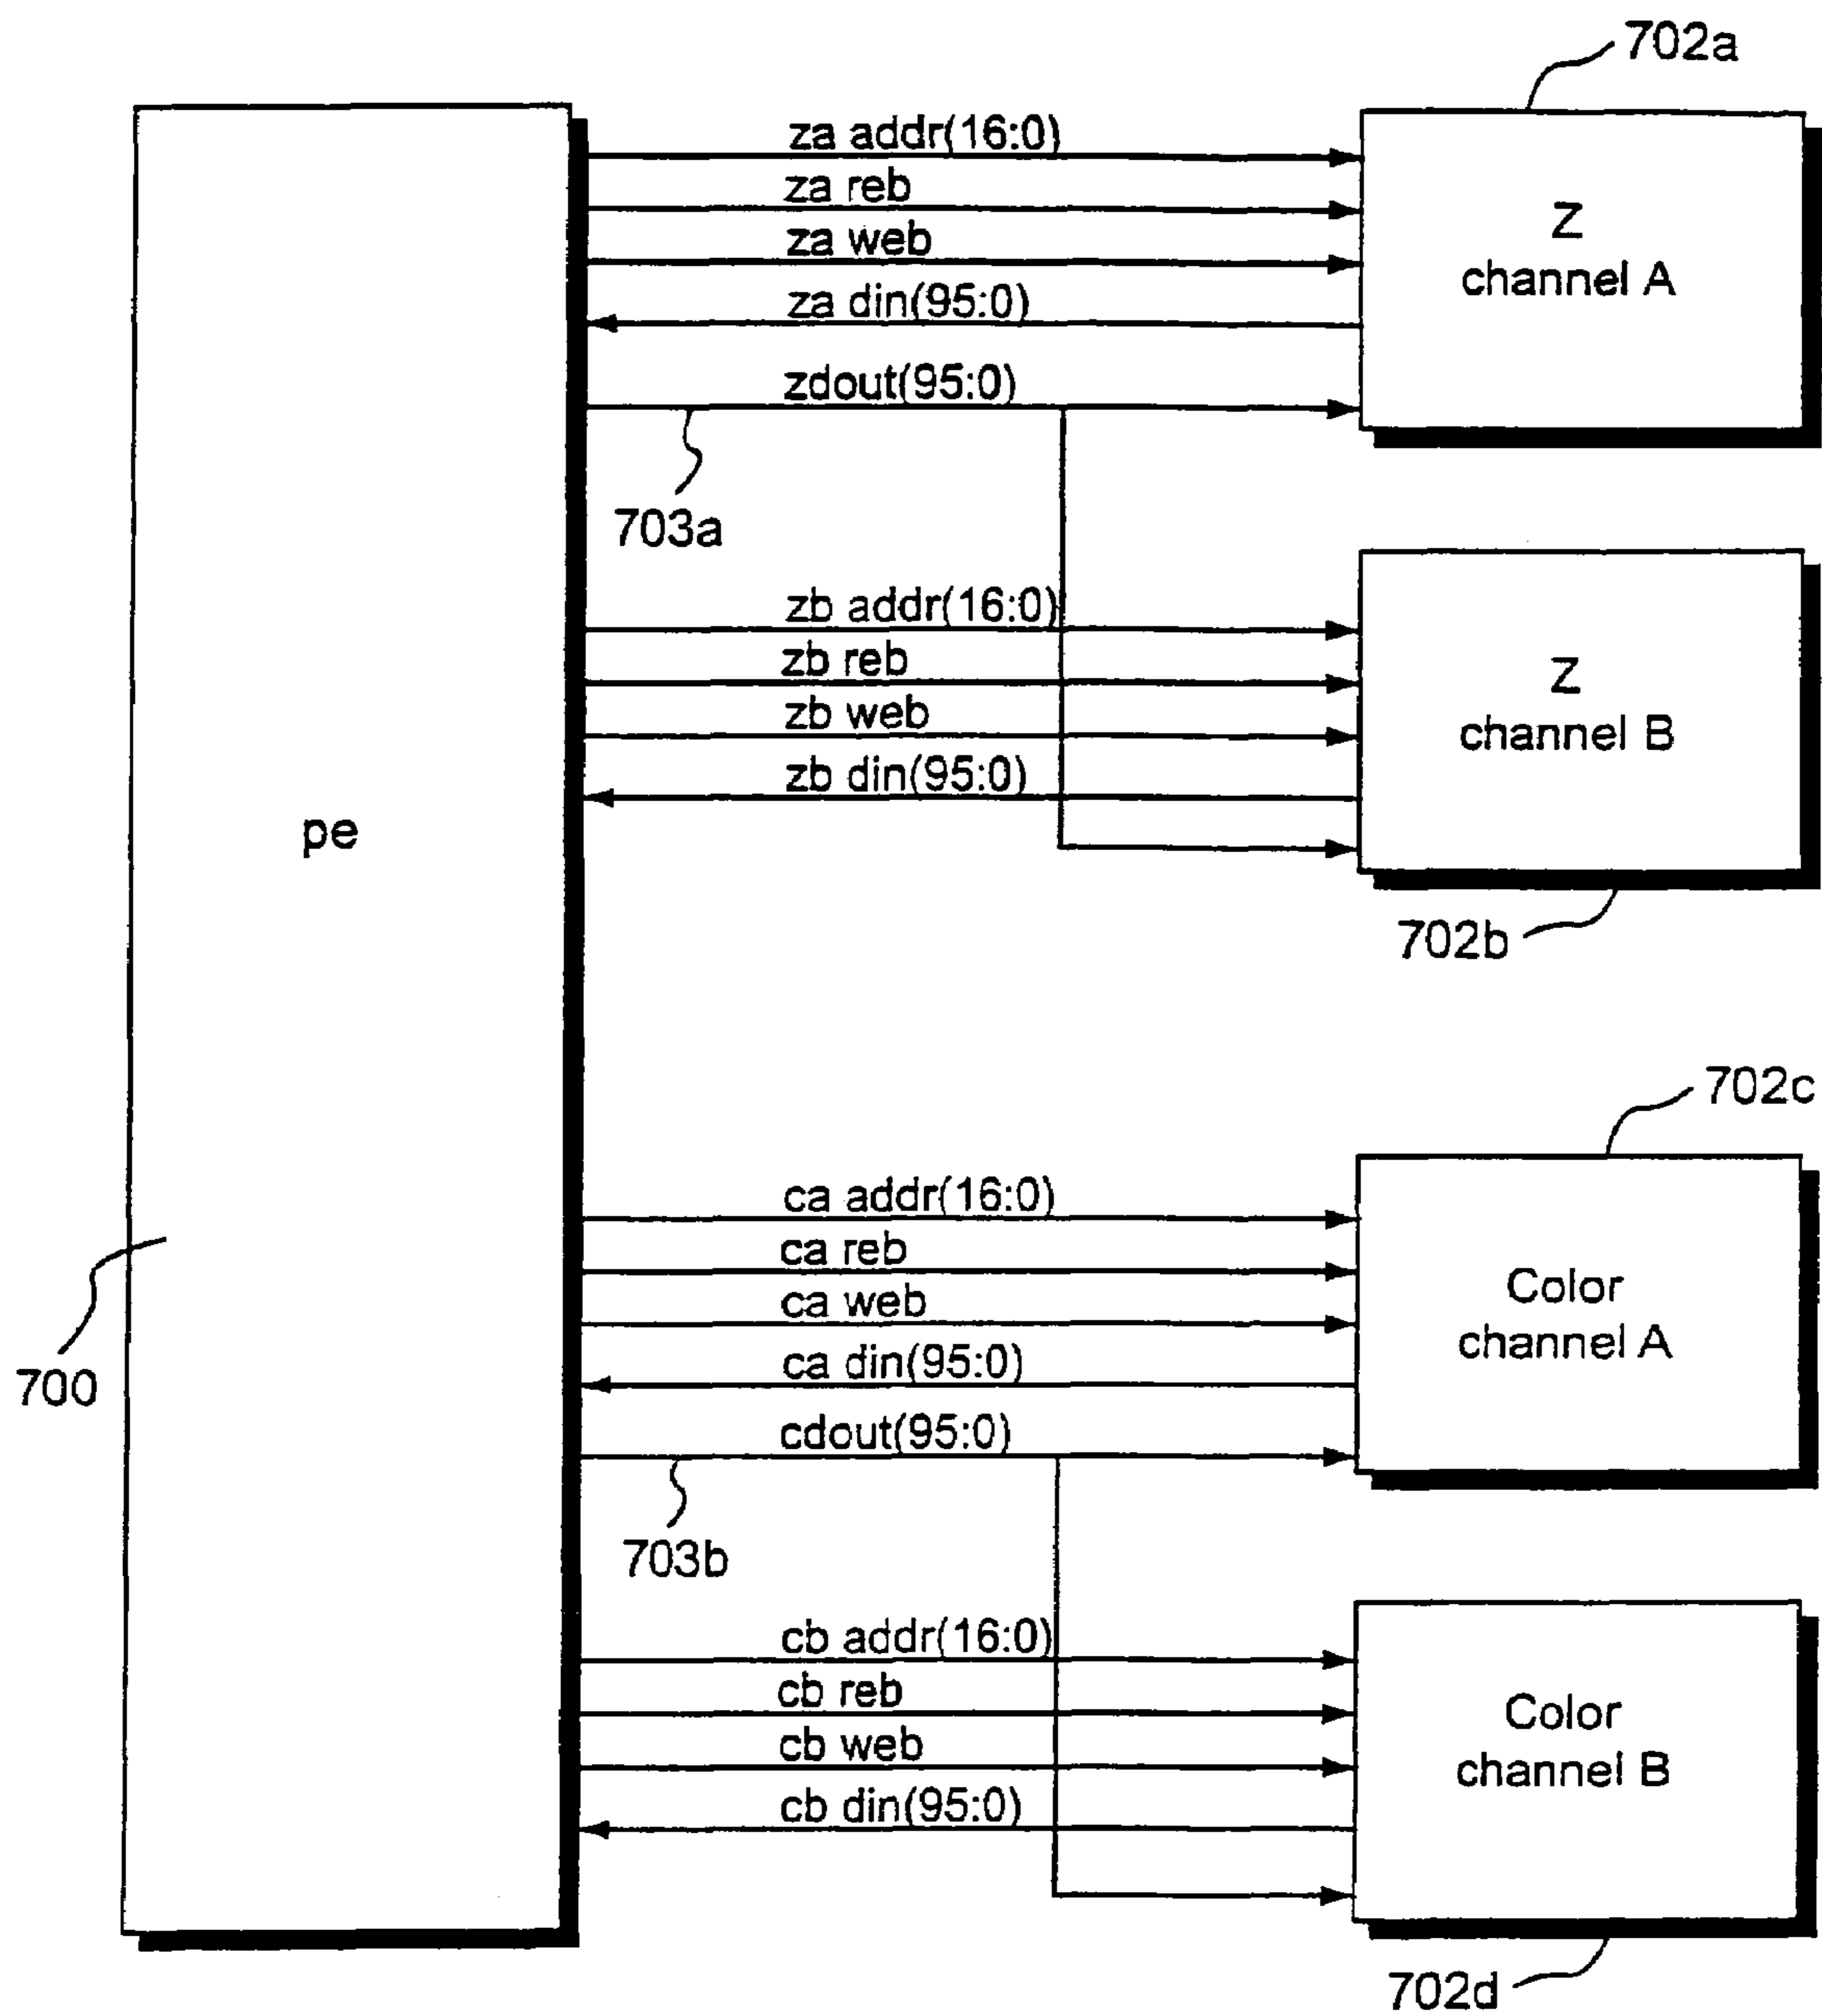 702a
za addr(16:0)
za reb
za web
za din(95:0)
zdout(95:0)
Z
channel A
703a
zb addr(16:0)
zb reb
zb web
zb din(95:0)
Z
channel B
702b
pe
702c
ca addr(16:0)
ca reb
ca web
ca din(95:0)
cdout(95:0)
Color
channel A
700
703b
cb addr(16:0)
cb reb
cb web
cb din(95:0)
Color
channel B
702d